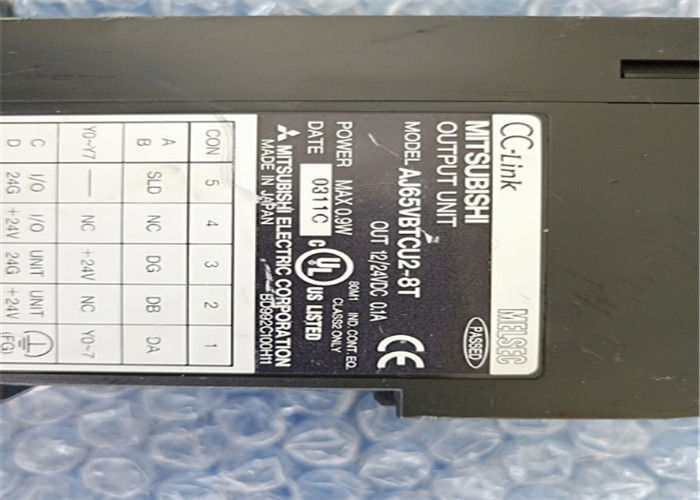 CC-Link
MELSEC
MITSUBISHI
OUTPUT UNIT
PASSED
MODEL AJ65VBTCU2-8T
OUT 12/24VDC 0.1A
POWER MAX 0.9W
80M1 IND.CONT.EQ.
CLASS2 ONLY
DATE 0311C
C UL US LISTED
CE
MITSUBISHI ELECTRIC CORPORATION
MADE IN JAPAN BD992C100H11
CON 5 4 3 2 1
A SLD NC DG DB DA
B
Y0~Y7 — NC +24V NC Y0~7
C I/O I/O UNIT UNIT
24G +24V 24G +24V (FG)
D